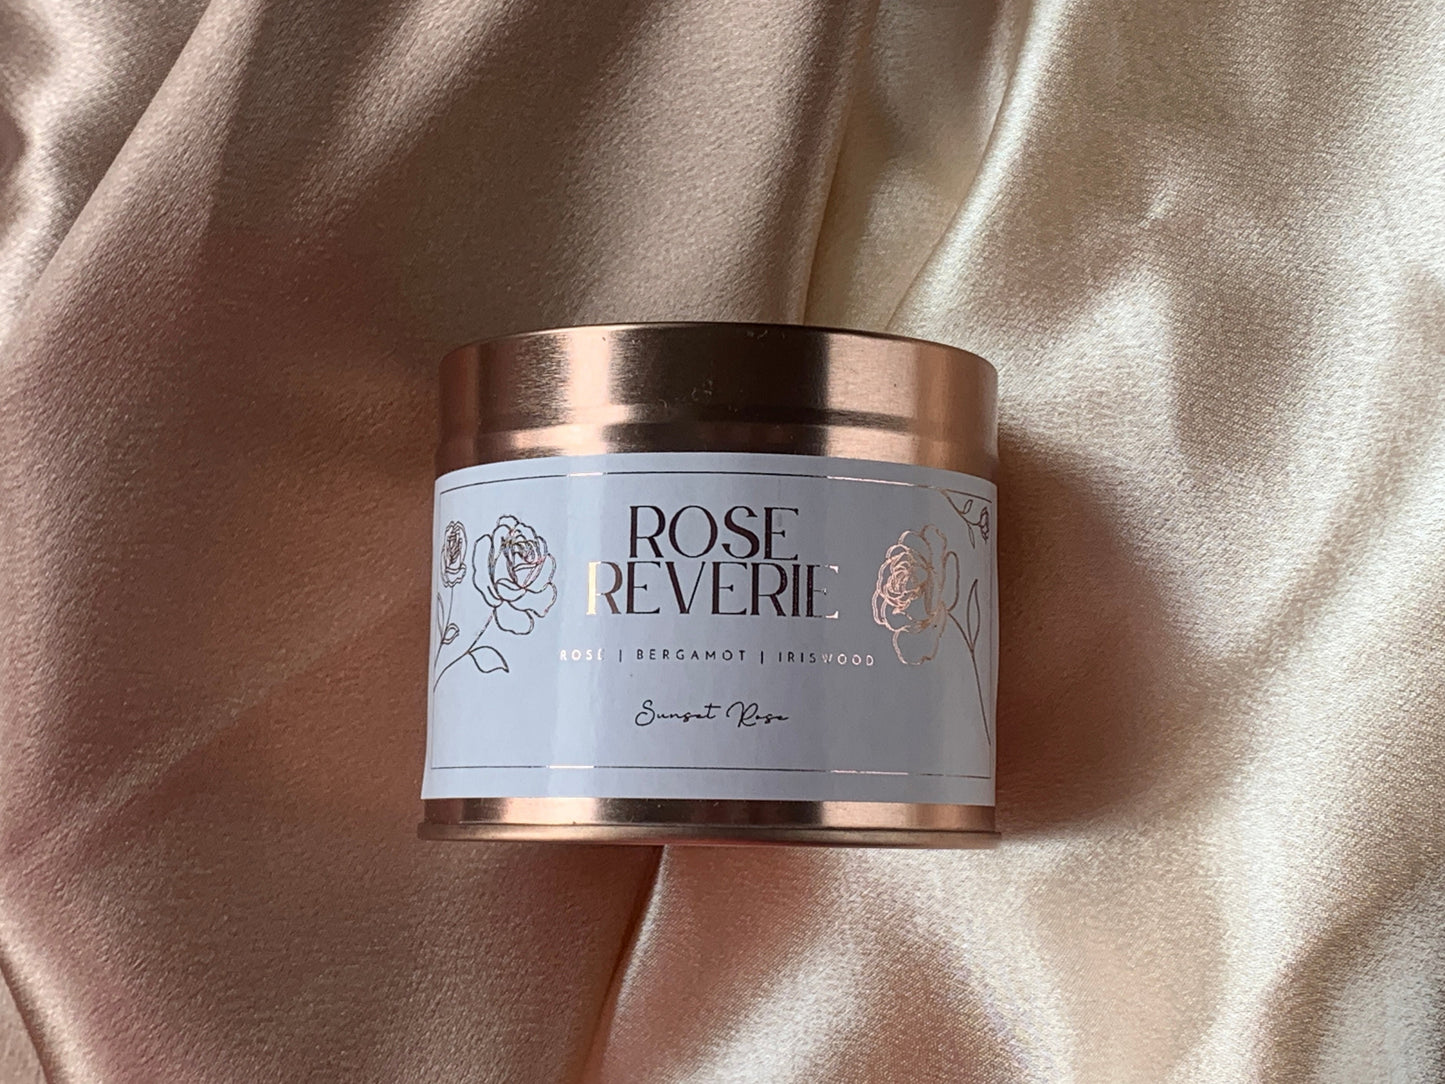 ROSE
REVERIE
ROSE | BERGAMOT | IRISWOOD
Sunset Rose